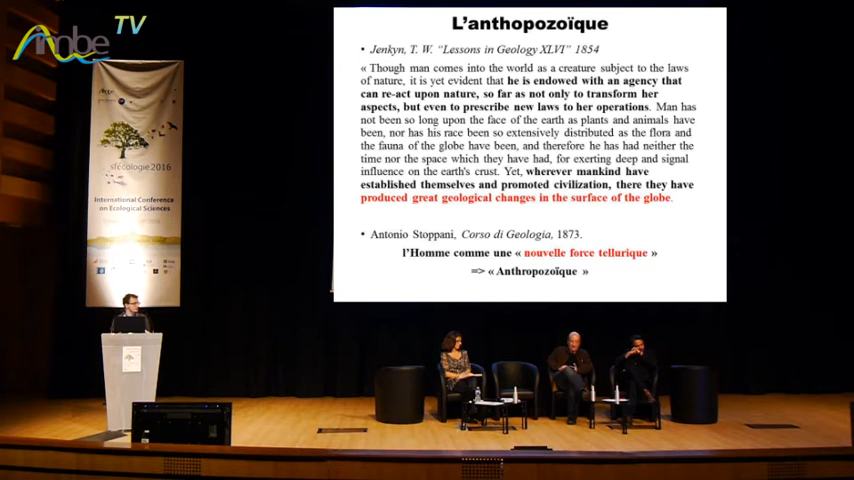 imbe TV
sfécologie2016
International Conference
on Ecological Sciences
L'anthopozoïque
• Jenkyn, T. W. "Lessons in Geology XLVI" 1854
« Though man comes into the world as a creature subject to the laws
of nature, it is yet evident that he is endowed with an agency that
can re-act upon nature, so far as not only to transform her
aspects, but even to prescribe new laws to her operations. Man has
not been so long upon the face of the earth as plants and animals have
been, nor has his race been so extensively distributed as the flora and
the fauna of the globe have been, and therefore he has had neither the
time nor the space which they have had, for exerting deep and signal
influence on the earth's crust. Yet, wherever mankind have
established themselves and promoted civilization, there they have
produced great geological changes in the surface of the globe.
• Antonio Stoppani, Corso di Geologia, 1873.
l'Homme comme une « nouvelle force tellurique »
=> « Anthropozoïque »